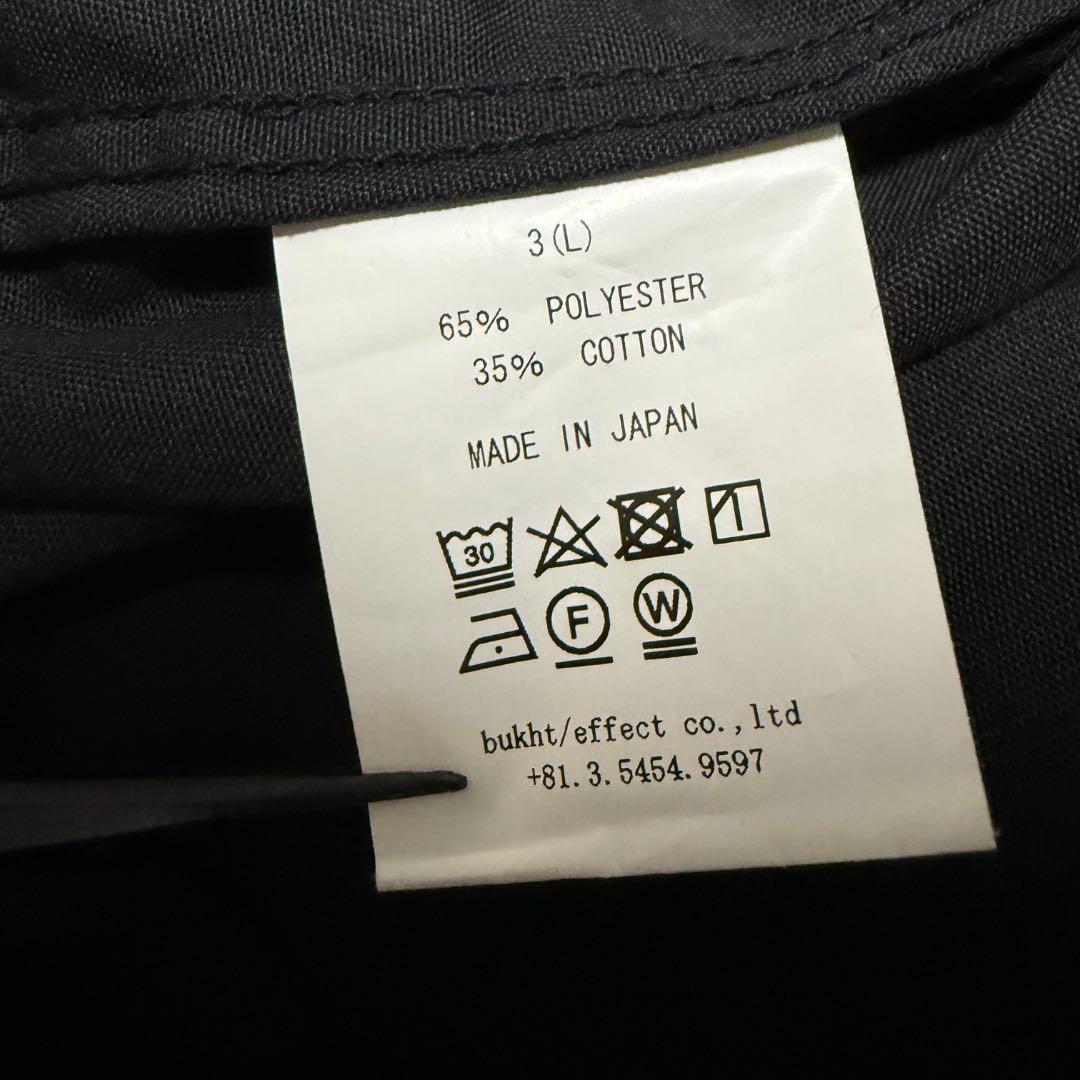 3(L)
65% POLYESTER
35% COTTON
MADE IN JAPAN
30
F
W
bukht/effect co.,ltd
+81.3.5454.9597